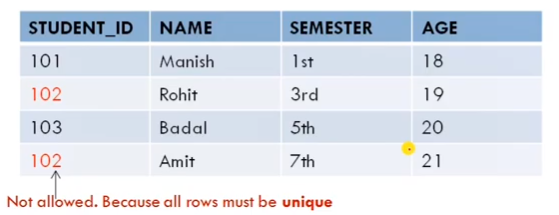 STUDENT_ID NAME SEMESTER AGE
101 Manish 1st 18
102 Rohit 3rd 19
103 Badal 5th 20
102 Amit 7th 21
Not allowed. Because all rows must be unique